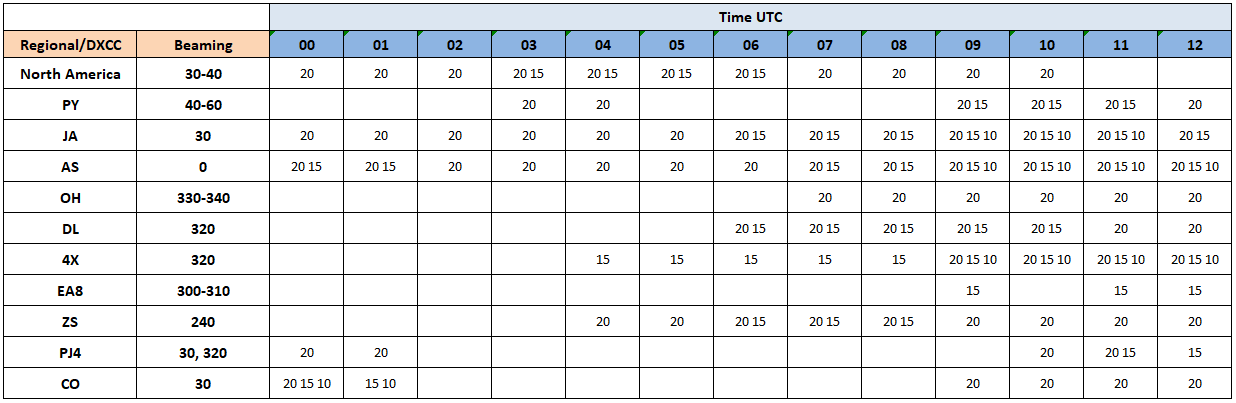 Time UTC
Regional/DXCC Beaming 00 01 02 03 04 05 06 07 08 09 10 11 12
North America 30-40 20 20 20 20 15 20 15 20 15 20 15 20 20 20 20
PY 40-60 20 20 20 15 20 15 20 15 20
JA 30 20 20 20 20 20 20 20 15 20 15 20 15 20 15 10 20 15 10 20 15 10 20 15
AS 0 20 15 20 15 20 20 20 20 20 20 15 20 15 20 15 10 20 15 10 20 15 10 20 15 10
OH 330-340 20 20 20 20 20 20
DL 320 20 15 20 15 20 15 20 15 20 15 20 20
4X 320 15 15 15 15 15 20 15 10 20 15 10 20 15 10 20 15 10
EA8 300-310 15 15 15
ZS 240 20 20 20 15 20 15 20 15 20 20 20 20
PJ4 30, 320 20 20 20 20 15 15
CO 30 20 15 10 15 10 20 20 20 20